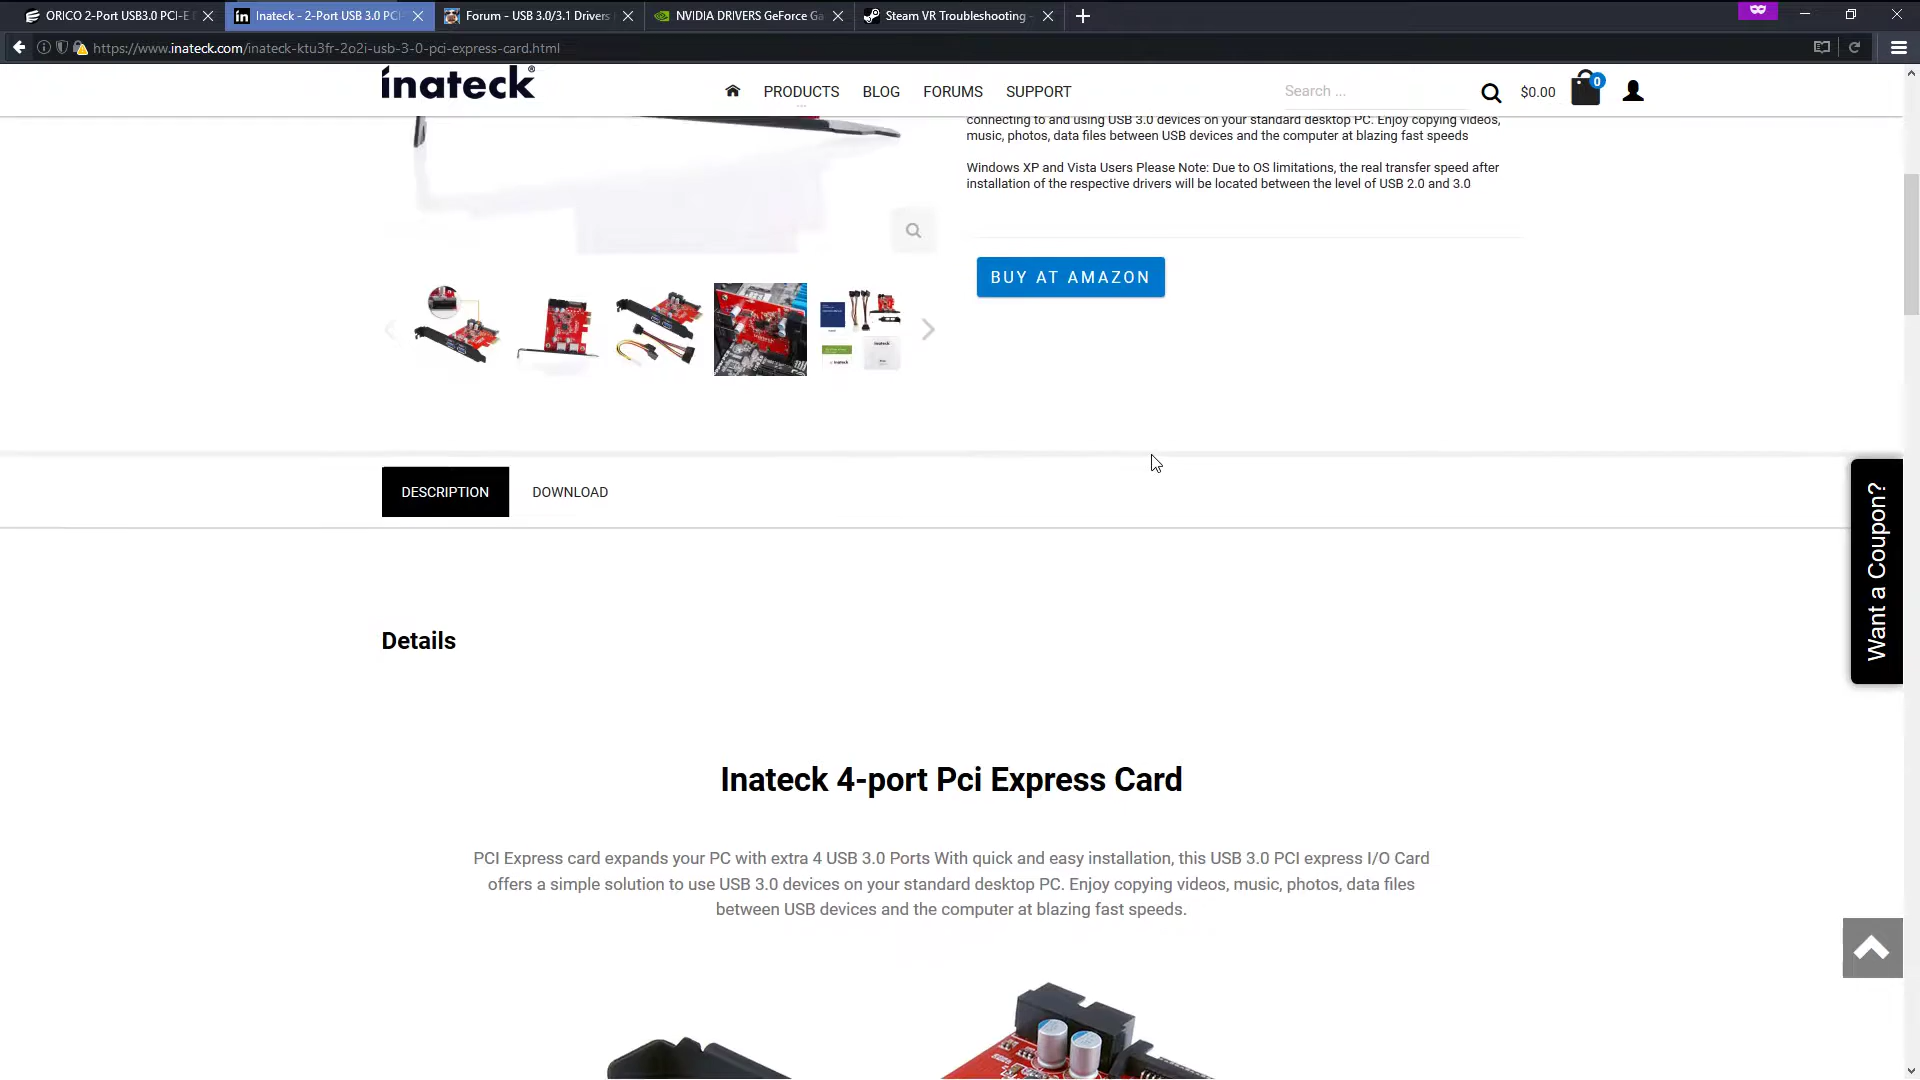 ORICO 2-Port USB3.0 PCI-E
Inateck - 2-Port USB 3.0 PCI-
Forum - USB 3.0/3.1 Drivers
NVIDIA DRIVERS GeForce Ga
Steam VR Troubleshooting -
https://www.inateck.com/inateck-ktu3fr-2o2i-usb-3-0-pci-express-card.html
inateck®
PRODUCTS
BLOG
FORUMS
SUPPORT
Search ...
$0.00
0
connecting to and using USB 3.0 devices on your standard desktop PC. Enjoy copying videos,
music, photos, data files between USB devices and the computer at blazing fast speeds
Windows XP and Vista Users Please Note: Due to OS limitations, the real transfer speed after
installation of the respective drivers will be located between the level of USB 2.0 and 3.0
BUY AT AMAZON
DESCRIPTION
DOWNLOAD
Want a Coupon?
Details
Inateck 4-port Pci Express Card
PCI Express card expands your PC with extra 4 USB 3.0 Ports With quick and easy installation, this USB 3.0 PCI express I/O Card
offers a simple solution to use USB 3.0 devices on your standard desktop PC. Enjoy copying videos, music, photos, data files
between USB devices and the computer at blazing fast speeds.